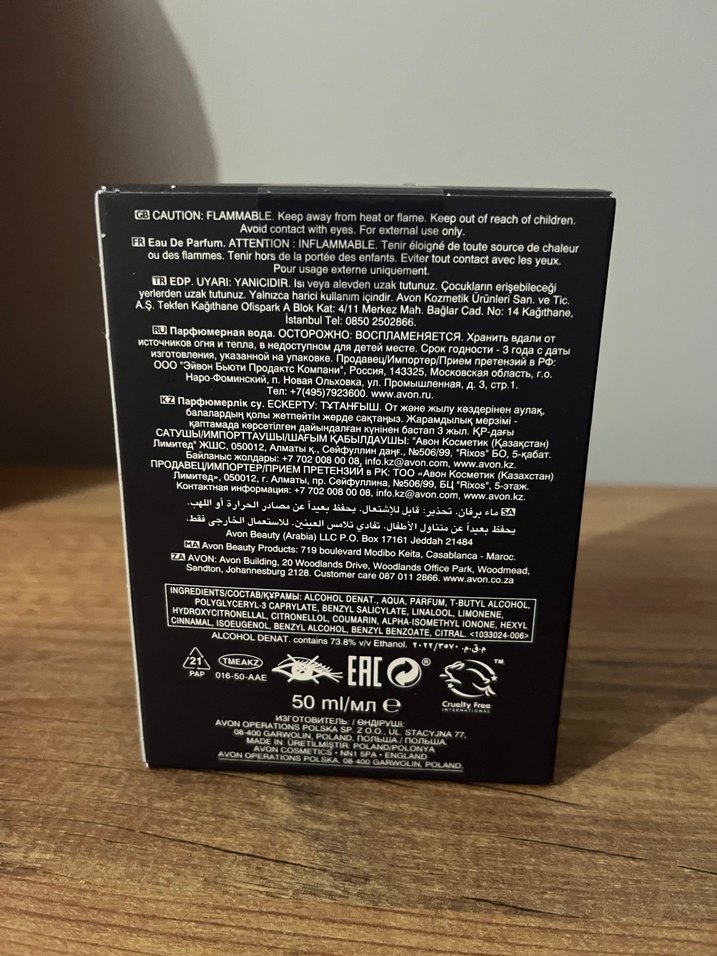 GB CAUTION: FLAMMABLE. Keep away from heat or flame. Keep out of reach of children.
Avoid contact with eyes. For external use only.
FR Eau De Parfum. ATTENTION : INFLAMMABLE. Tenir éloigné de toute source de chaleur
ou des flammes. Tenir hors de la portée des enfants. Eviter tout contact avec les yeux.
Pour usage externe uniquement.
TR EDP. UYARI: YANICIDIR. Isı veya alevden uzak tutunuz. Çocukların erişebileceği
yerlerden uzak tutunuz. Yalnızca harici kullanım içindir. Avon Kozmetik Ürünleri San. ve Tic.
A.Ş. Tekfen Kağıthane Ofispark A Blok Kat: 4/11 Merkez Mah. Bağlar Cad. No: 14 Kağıthane,
İstanbul Tel: 0850 2502866.
RU Парфюмерная вода. ОСТОРОЖНО: ВОСПЛАМЕНЯЕТСЯ. Хранить вдали от
источников огня и тепла, в недоступном для детей месте. Срок годности - 3 года с даты
изготовления, указанной на упаковке. Продавец/Импортер/Прием претензий в РФ:
ООО "Эйвон Бьюти Продактс Компани", Россия, 143325, Московская область, г.о.
Наро-Фоминский, п. Новая Ольховка, ул. Промышленная, д. 3, стр.1.
Тел: +7(495)7923600. www.avon.ru.
KZ Парфюмерлік су. ЕСКЕРТУ: ТҰТАНҒЫШ. От және жылу көздерінен аулақ,
балалардың қолы жетпейтін жерде сақтаңыз. Жарамдылық мерзімі -
қаптамада көрсетілген дайындалған күнінен бастап 3 жыл. ҚР-дағы
САТУШЫ/ИМПОРТТАУШЫ/ШАҒЫМ ҚАБЫЛДАУШЫ: "Авон Косметик (Қазақстан)
Лимитед" ЖШС, 050012, Алматы қ., Сейфуллин даңғ., №506/99, "Rixos" БО, 5-қабат.
Байланыс жолдары: +7 702 008 00 08, info.kz@avon.com, www.avon.kz.
ПРОДАВЕЦ/ИМПОРТЕР/ПРИЕМ ПРЕТЕНЗИЙ в РК: ТОО «Авон Косметик (Казахстан)
Лимитед», 050012, г. Алматы, пр. Сейфуллина, №506/99, БЦ "Rixos", 5-этаж.
Контактная информация: +7 702 008 00 08, info.kz@avon.com, www.avon.kz.
SA ماء برفان. تحذير: قابل للإشتعال. يحفظ بعيداً عن مصادر الحرارة أو اللهب.
يحفظ بعيداً عن متناول الأطفال. تفادي تلامس العينين. للاستعمال الخارجي فقط.
Avon Beauty (Arabia) LLC P.O. Box 17161 Jeddah 21484
MA Avon Beauty Products: 719 boulevard Modibo Keita, Casablanca - Maroc.
ZA AVON: Avon Building, 20 Woodlands Drive, Woodlands Office Park, Woodmead,
Sandton, Johannesburg 2128. Customer care 087 011 2866. www.avon.co.za
INGREDIENTS/СОСТАВ/ҚҰРАМЫ: ALCOHOL DENAT., AQUA, PARFUM, T-BUTYL ALCOHOL,
POLYGLYCERYL-3 CAPRYLATE, BENZYL SALICYLATE, LINALOOL, LIMONENE,
HYDROXYCITRONELLAL, CITRONELLOL, COUMARIN, ALPHA-ISOMETHYL IONONE, HEXYL
CINNAMAL, ISOEUGENOL, BENZYL ALCOHOL, BENZYL BENZOATE, CITRAL. <1033024-006>
ALCOHOL DENAT. contains 73.8% v/v Ethanol. م.ق.م. ٢٠٢٢/٣٥٧٠
21
PAP
TMEAKZ
016-50-AAE
EAC
®
™
Cruelty Free
INTERNATIONAL
50 ml/мл ℮
ИЗГОТОВИТЕЛЬ: / ӨНДІРУШІ:
AVON OPERATIONS POLSKA SP. Z O.O., UL. STACYJNA 77,
08-400 GARWOLIN, POLAND. ПОЛЬША / ПОЛЬША.
MADE IN. ÜRETİLMİŞTİR. POLAND/POLONYA
AVON COSMETICS • NN1 5PA • ENGLAND
AVON OPERATIONS POLSKA, 08-400 GARWOLIN, POLAND.